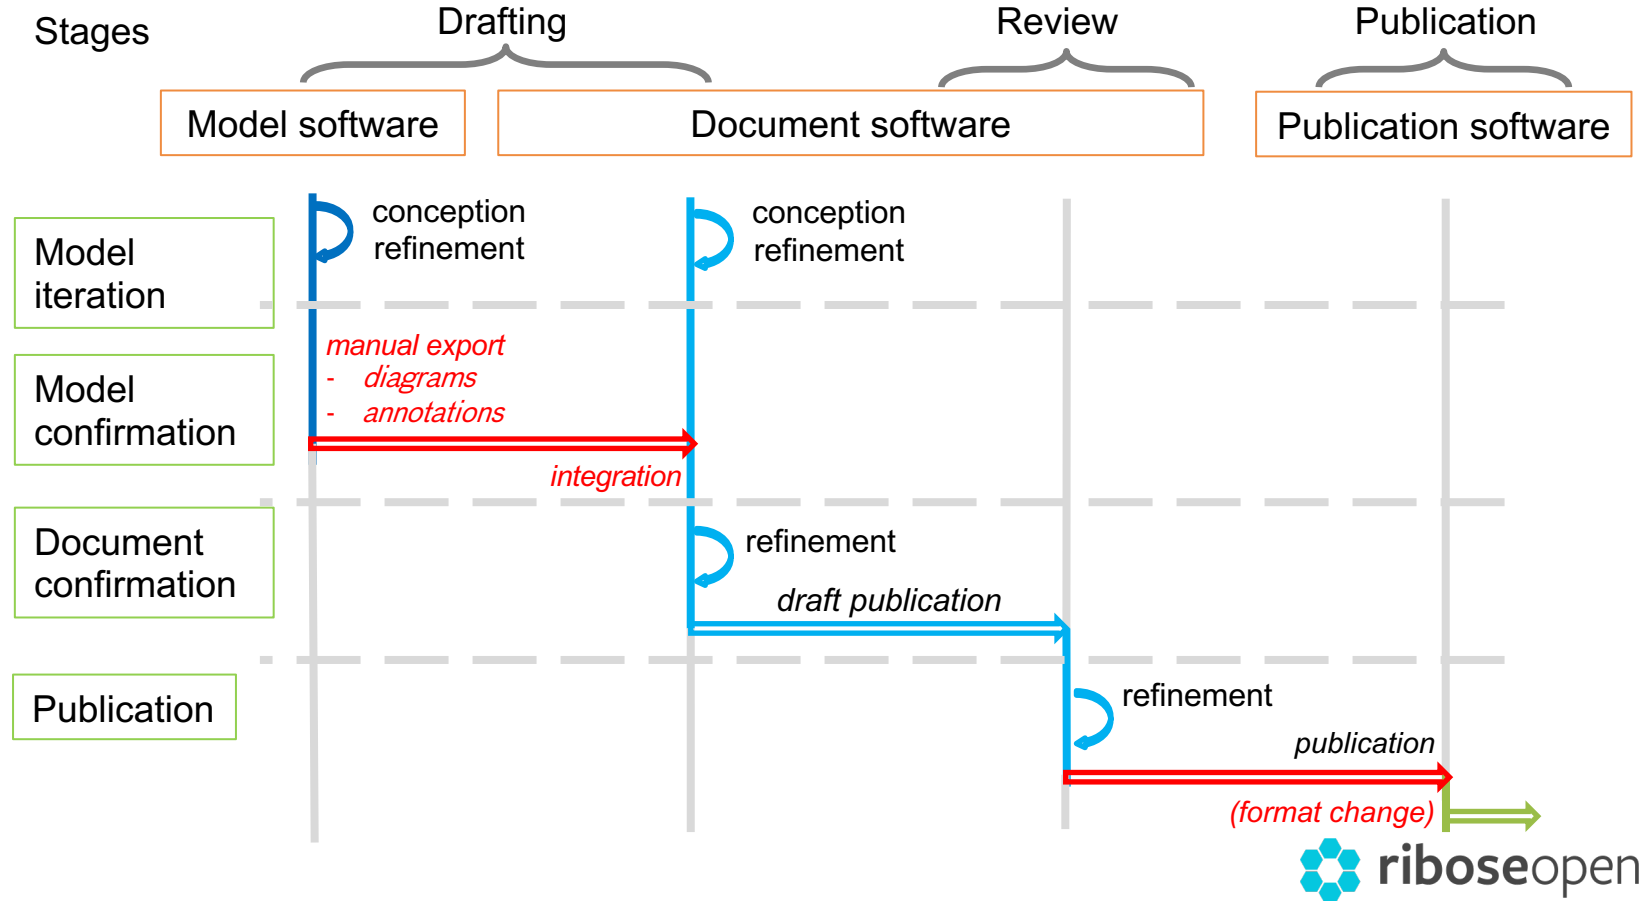 Stages
Drafting
Review
Publication
Model software
Document software
Publication software
Model
iteration
conception
refinement
conception
refinement
Model
confirmation
manual export
- diagrams
- annotations
integration
Document
confirmation
refinement
draft publication
Publication
refinement
publication
(format change)
riboseopen